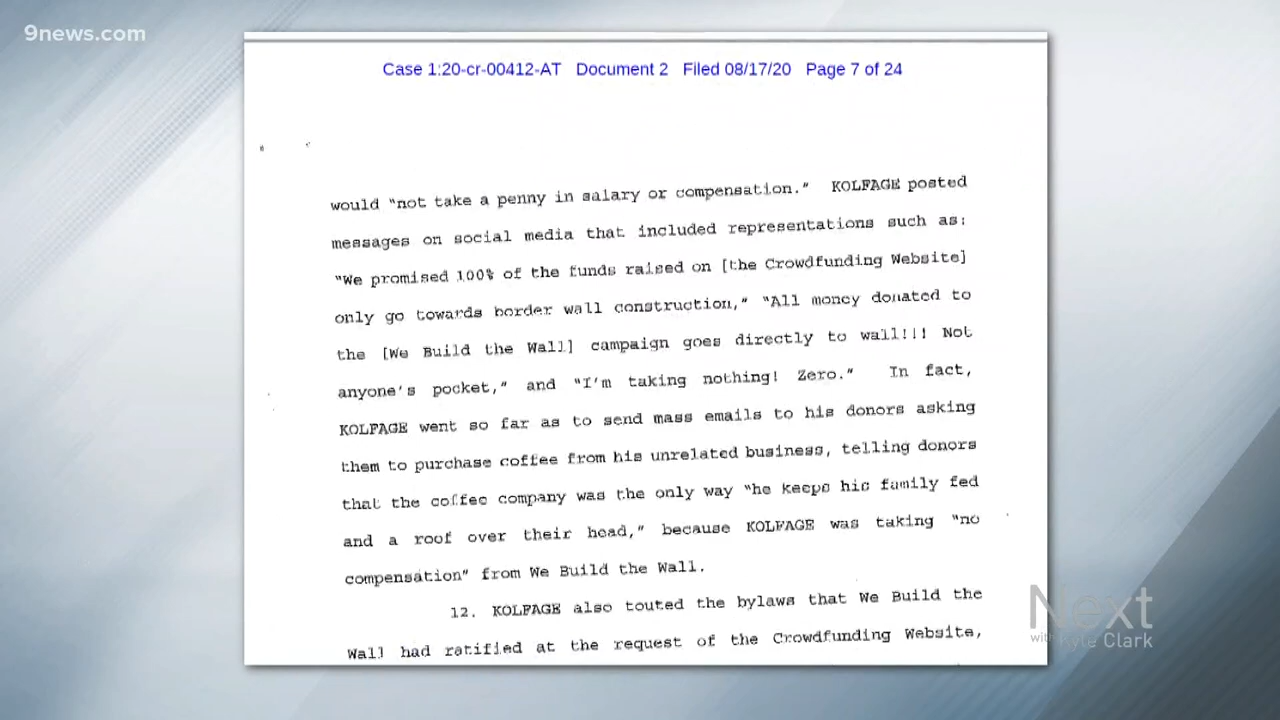 9news.com
Case 1:20-cr-00412-AT Document 2 Filed 08/17/20 Page 7 of 24
would “not take a penny in salary or compensation.” KOLFAGE posted
messages on social media that included representations such as:
“We promised 100% of the funds raised on [the Crowdfunding Website]
only go towards border wall construction,” “All money donated to
the [We Build the Wall] campaign goes directly to wall!!! Not
anyone’s pocket,” and “I’m taking nothing! Zero.” In fact,
KOLFAGE went so far as to send mass emails to his donors asking
them to purchase coffee from his unrelated business, telling donors
that the coffee company was the only way “he keeps his family fed
and a roof over their head,” because KOLFAGE was taking “no
compensation” from We Build the Wall.
12. KOLFAGE also touted the bylaws that We Build the
Wall had ratified at the request of the Crowdfunding Website,
Next
with Kyle Clark